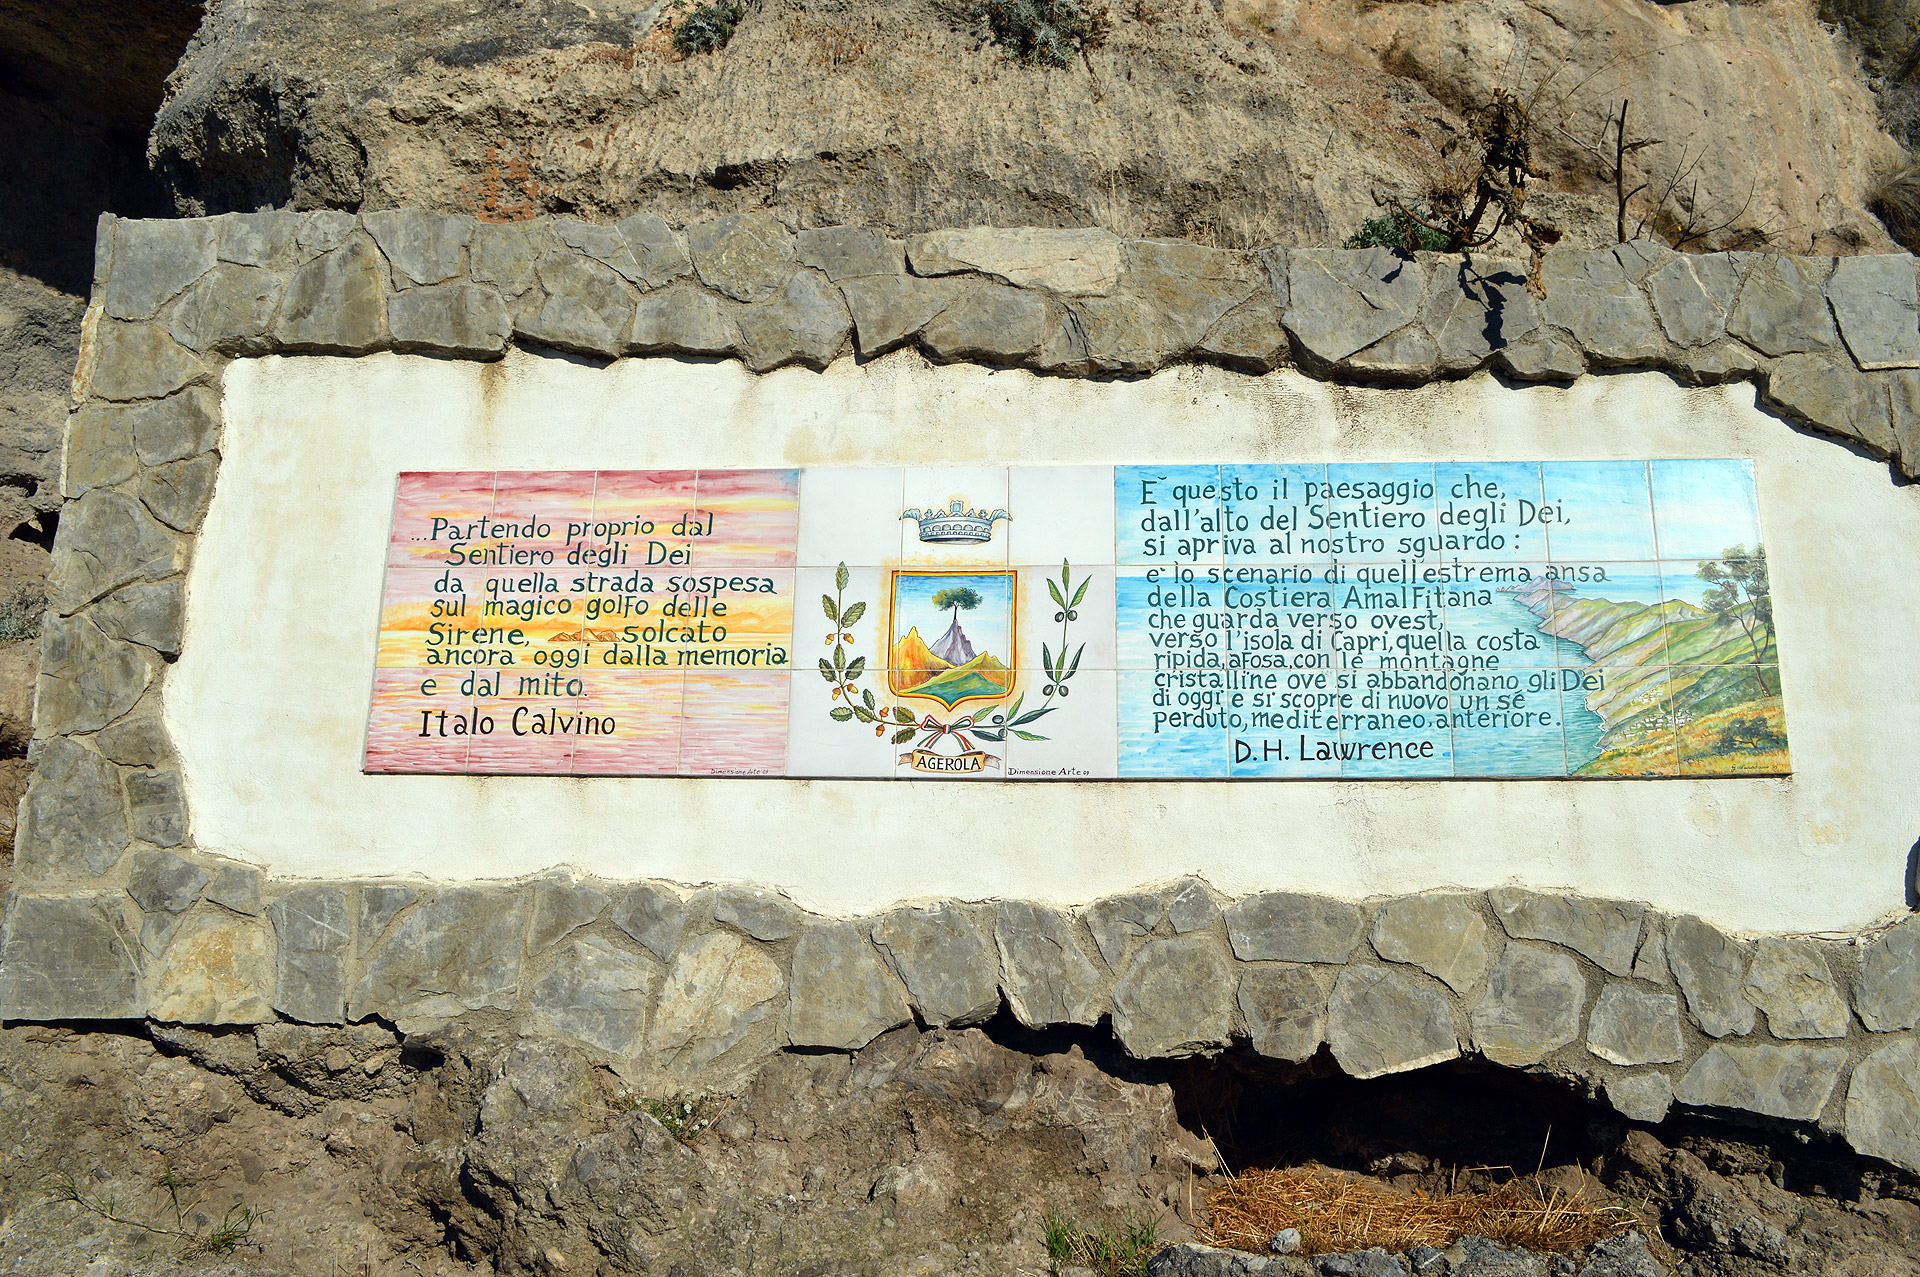 ...Partendo proprio dal
Sentiero degli Dei
da quella strada sospesa
sul magico golfo delle
Sirene, solcato
ancora oggi dalla memoria
e dal mito.
Italo Calvino
Dimensione Arte 09
AGEROLA
Dimensione Arte 09
E' questo il paesaggio che,
dall'alto del Sentiero degli Dei,
si apriva al nostro sguardo:
e' lo scenario di quell'estrema ansa
della Costiera Amalfitana
che guarda verso ovest,
verso l'isola di Capri, quella costa
ripida, afosa, con le montagne
cristalline ove si abbandonano gli Dei
di oggi e si scopre di nuovo un sé
perduto, mediterraneo, anteriore.
D.H. Lawrence